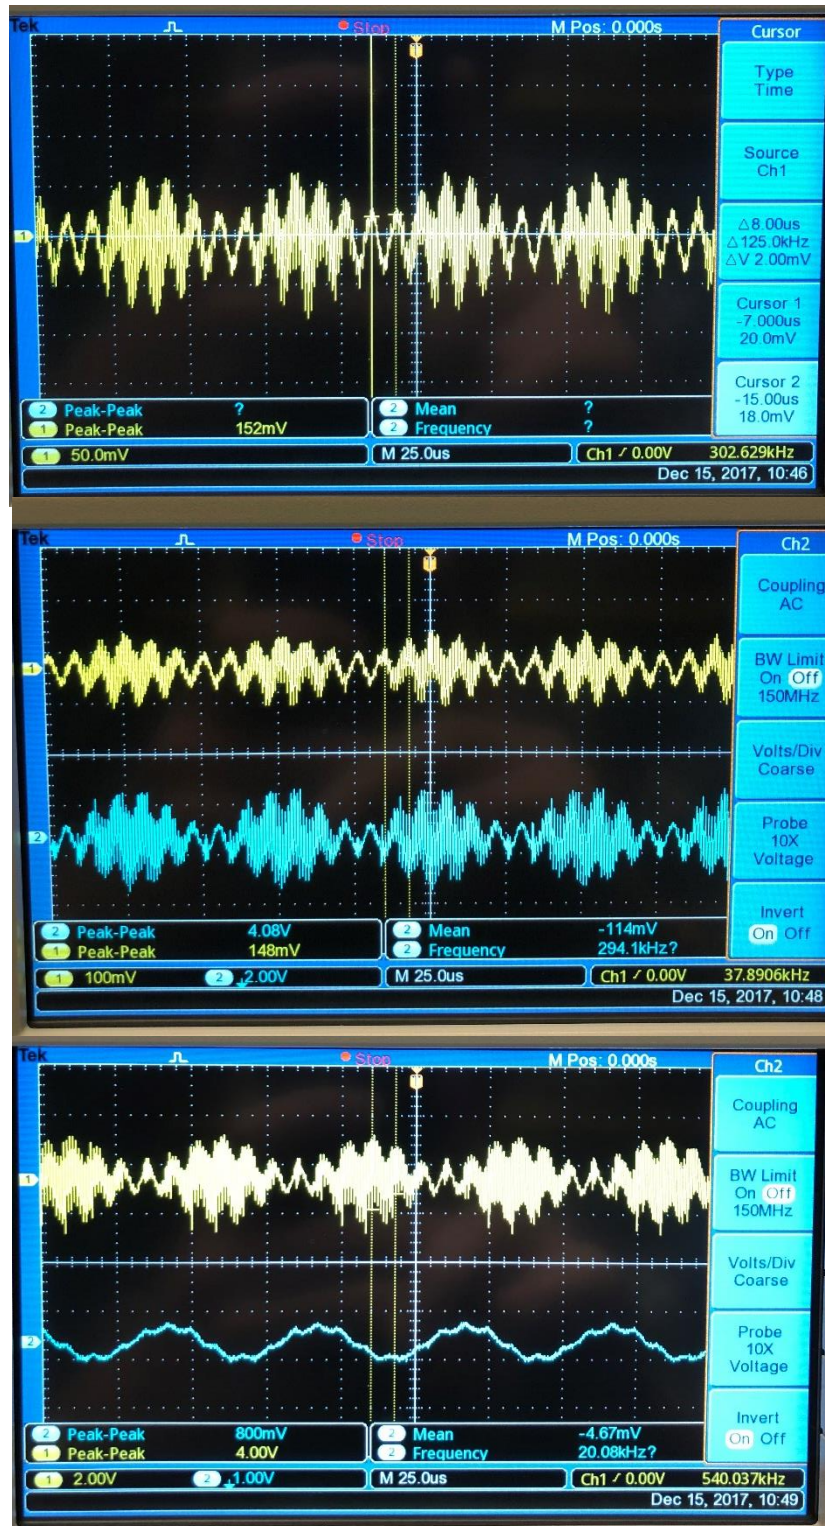 Tek Stop M Pos: 0.000s Cursor
Type
Time
Source
Ch1
△8.00us
△125.0kHz
△V 2.00mV
Cursor 1
-7.000us
20.0mV
Cursor 2
-15.00us
18.0mV
1
2 Peak-Peak ? 2 Mean ?
1 Peak-Peak 152mV 2 Frequency ?
1 50.0mV M 25.0us Ch1 0.00V 302.629kHz
Dec 15, 2017, 10:46
Tek Stop M Pos: 0.000s Ch2
Coupling
AC
BW Limit
On Off
150MHz
Volts/Div
Coarse
Probe
10X
Voltage
Invert
On Off
1
2
2 Peak-Peak 4.08V 2 Mean -114mV
1 Peak-Peak 148mV 2 Frequency 294.1kHz?
1 100mV 2 2.00V M 25.0us Ch1 0.00V 37.8906kHz
Dec 15, 2017, 10:48
Tek Stop M Pos: 0.000s Ch2
Coupling
AC
BW Limit
On Off
150MHz
Volts/Div
Coarse
Probe
10X
Voltage
Invert
On Off
1
2
2 Peak-Peak 800mV 2 Mean -4.67mV
1 Peak-Peak 4.00V 2 Frequency 20.08kHz?
1 2.00V 2 1.00V M 25.0us Ch1 0.00V 540.037kHz
Dec 15, 2017, 10:49